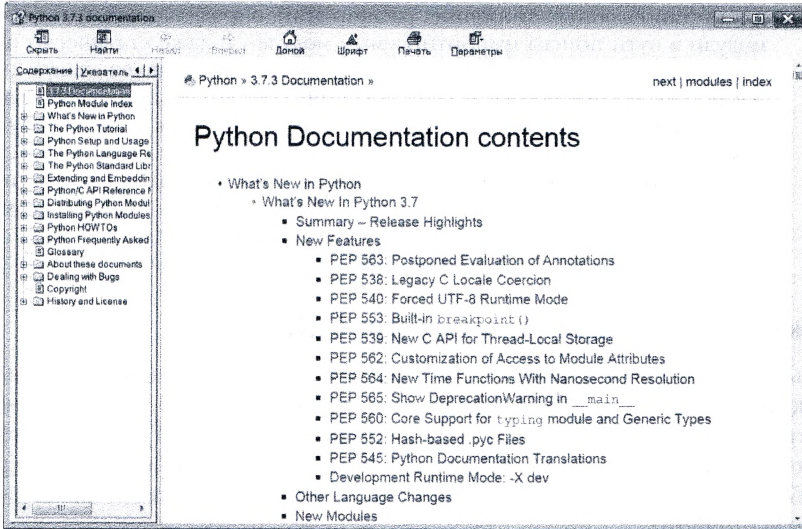 Python 3.7.3 documentation
Скрыть Найти Назад Вперед Домой Шрифт Печать Параметры
Содержание Указатель
3.7.3 Documentation
Python Module Index
What's New in Python
The Python Tutorial
Python Setup and Usage
The Python Language Re
The Python Standard Libr
Extending and Embeddin
Python/C API Reference M
Distributing Python Modul
Installing Python Modules
Python HOWTOs
Python Frequently Asked
Glossary
About these documents
Dealing with Bugs
Copyright
History and License
Python » 3.7.3 Documentation »
next | modules | index
Python Documentation contents
• What's New in Python
◦ What's New In Python 3.7
▪ Summary – Release Highlights
▪ New Features
▪ PEP 563: Postponed Evaluation of Annotations
▪ PEP 538: Legacy C Locale Coercion
▪ PEP 540: Forced UTF-8 Runtime Mode
▪ PEP 553: Built-in breakpoint()
▪ PEP 539: New C API for Thread-Local Storage
▪ PEP 562: Customization of Access to Module Attributes
▪ PEP 564: New Time Functions With Nanosecond Resolution
▪ PEP 565: Show DeprecationWarning in __main__
▪ PEP 560: Core Support for typing module and Generic Types
▪ PEP 552: Hash-based .pyc Files
▪ PEP 545: Python Documentation Translations
▪ Development Runtime Mode: -X dev
▪ Other Language Changes
▪ New Modules